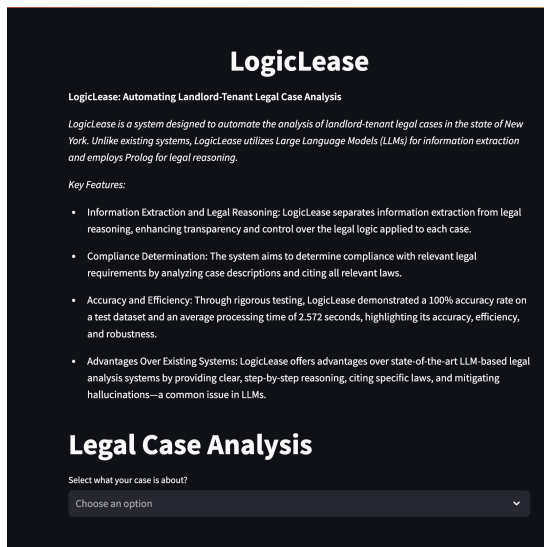 LogicLease
LogicLease: Automating Landlord-Tenant Legal Case Analysis
LogicLease is a system designed to automate the analysis of landlord-tenant legal cases in the state of New
York. Unlike existing systems, LogicLease utilizes Large Language Models (LLMs) for information extraction
and employs Prolog for legal reasoning.
Key Features:
• Information Extraction and Legal Reasoning: LogicLease separates information extraction from legal
reasoning, enhancing transparency and control over the legal logic applied to each case.
• Compliance Determination: The system aims to determine compliance with relevant legal
requirements by analyzing case descriptions and citing all relevant laws.
• Accuracy and Efficiency: Through rigorous testing, LogicLease demonstrated a 100% accuracy rate on
a test dataset and an average processing time of 2.572 seconds, highlighting its accuracy, efficiency,
and robustness.
• Advantages Over Existing Systems: LogicLease offers advantages over state-of-the-art LLM-based legal
analysis systems by providing clear, step-by-step reasoning, citing specific laws, and mitigating
hallucinations—a common issue in LLMs.
Legal Case Analysis
Select what your case is about?
Choose an option